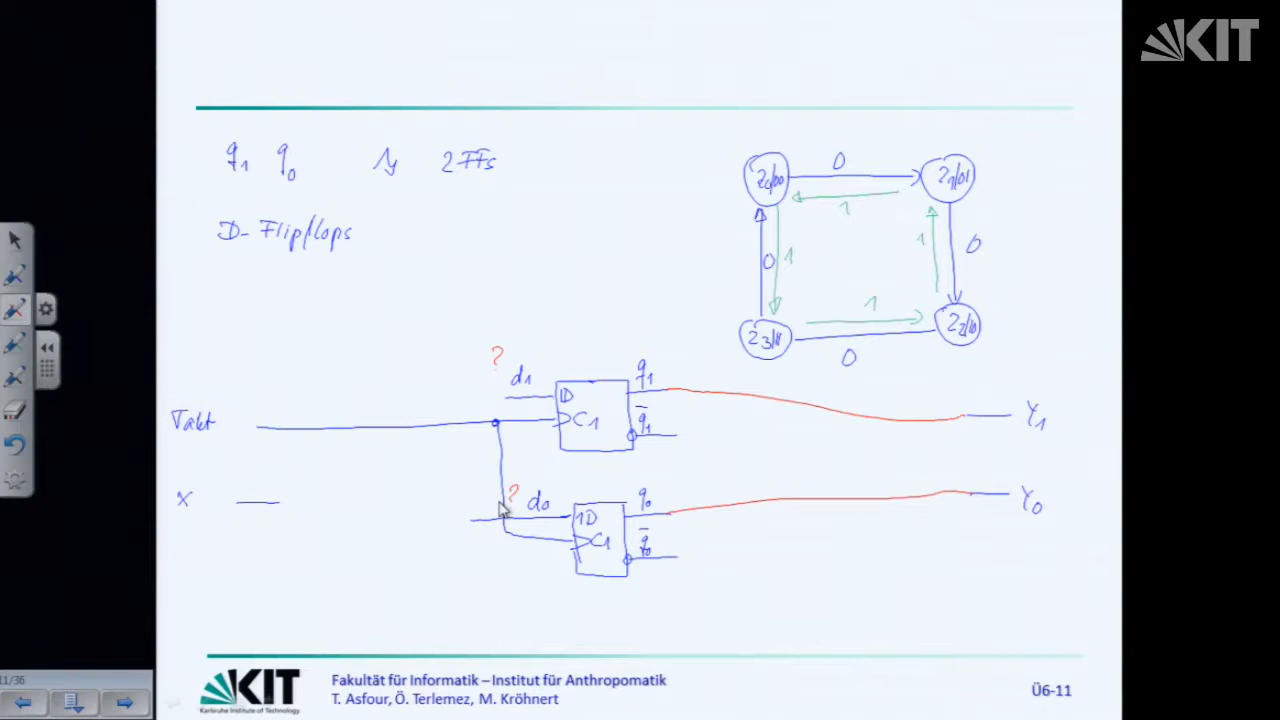 KIT
q1 q0 2 FFs
D-Flipflops
Z0/00 0 Z1/01
1
0 1 1 0
1
Z3/11 Z2/10
0
?
d1 q1
1D
Takt C1 q1 Y1
?
X d0 q0 Y0
1D
C1 q0
11/36
KIT
Karlsruhe Institute of Technology
Fakultät für Informatik – Institut für Anthropomatik
T. Asfour, Ö. Terlemez, M. Kröhnert
Ü6-11